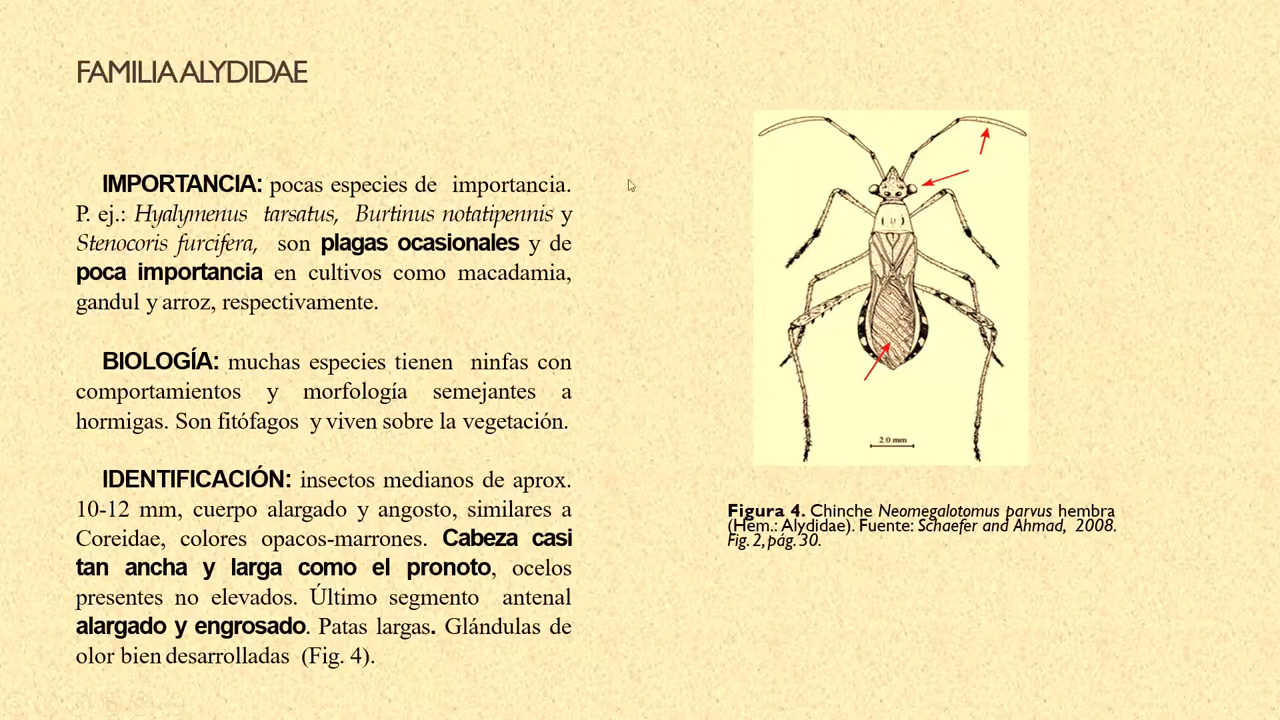 FAMILIA ALYDIDAE
IMPORTANCIA: pocas especies de importancia.
P. ej.: Hyalymenus tarsatus, Burtinus notatipennis y
Stenocoris furcifera, son plagas ocasionales y de
poca importancia en cultivos como macadamia,
gandul y arroz, respectivamente.
BIOLOGÍA: muchas especies tienen ninfas con
comportamientos y morfología semejantes a
hormigas. Son fitófagos y viven sobre la vegetación.
IDENTIFICACIÓN: insectos medianos de aprox.
10-12 mm, cuerpo alargado y angosto, similares a
Coreidae, colores opacos-marrones. Cabeza casi
tan ancha y larga como el pronoto, ocelos
presentes no elevados. Último segmento antenal
alargado y engrosado. Patas largas. Glándulas de
olor bien desarrolladas (Fig. 4).
2.0 mm
Figura 4. Chinche Neomegalotomus parvus hembra
(Hem.: Alydidae). Fuente: Schaefer and Ahmad, 2008.
Fig. 2, pág. 30.